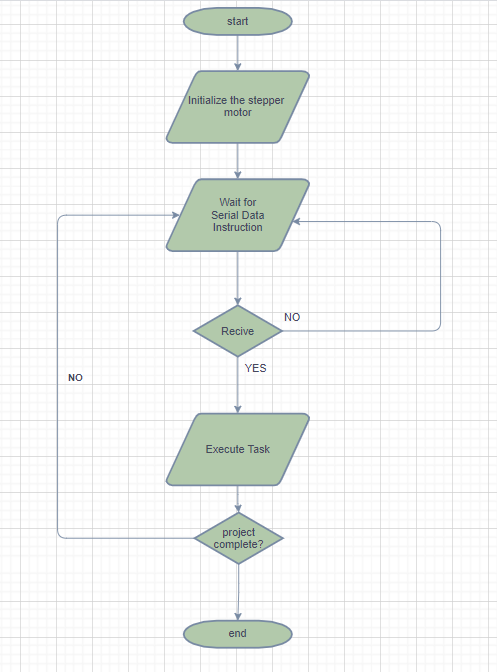 start
Initialize the stepper
motor
Wait for
Serial Data
Instruction
Recive
NO
YES
NO
Execute Task
project
complete?
end